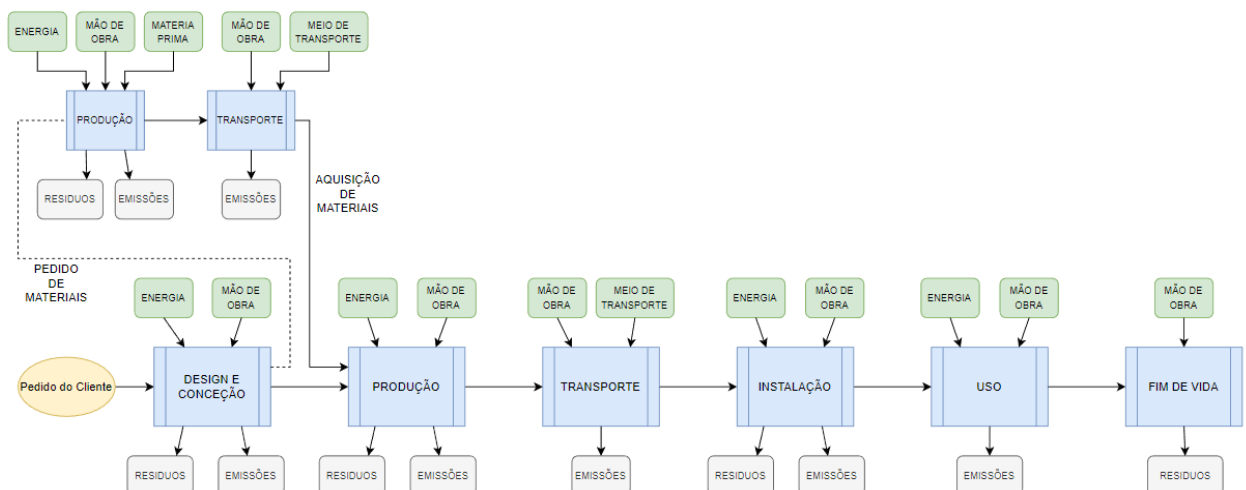 ENERGIA
MÃO DE
OBRA
MATERIA
PRIMA
MÃO DE
OBRA
MEIO DE
TRANSPORTE
PRODUÇÃO
TRANSPORTE
RESIDUOS
EMISSÕES
EMISSÕES
AQUISIÇÃO
DE
MATERIAIS
PEDIDO
DE
MATERIAIS
ENERGIA
MÃO DE
OBRA
ENERGIA
MÃO DE
OBRA
MÃO DE
OBRA
MEIO DE
TRANSPORTE
ENERGIA
MÃO DE
OBRA
ENERGIA
MÃO DE
OBRA
MÃO DE
OBRA
Pedido do Cliente
DESIGN E
CONCEÇÃO
PRODUÇÃO
TRANSPORTE
INSTALAÇÃO
USO
FIM DE VIDA
RESIDUOS
EMISSÕES
RESIDUOS
EMISSÕES
EMISSÕES
RESIDUOS
EMISSÕES
EMISSÕES
RESIDUOS